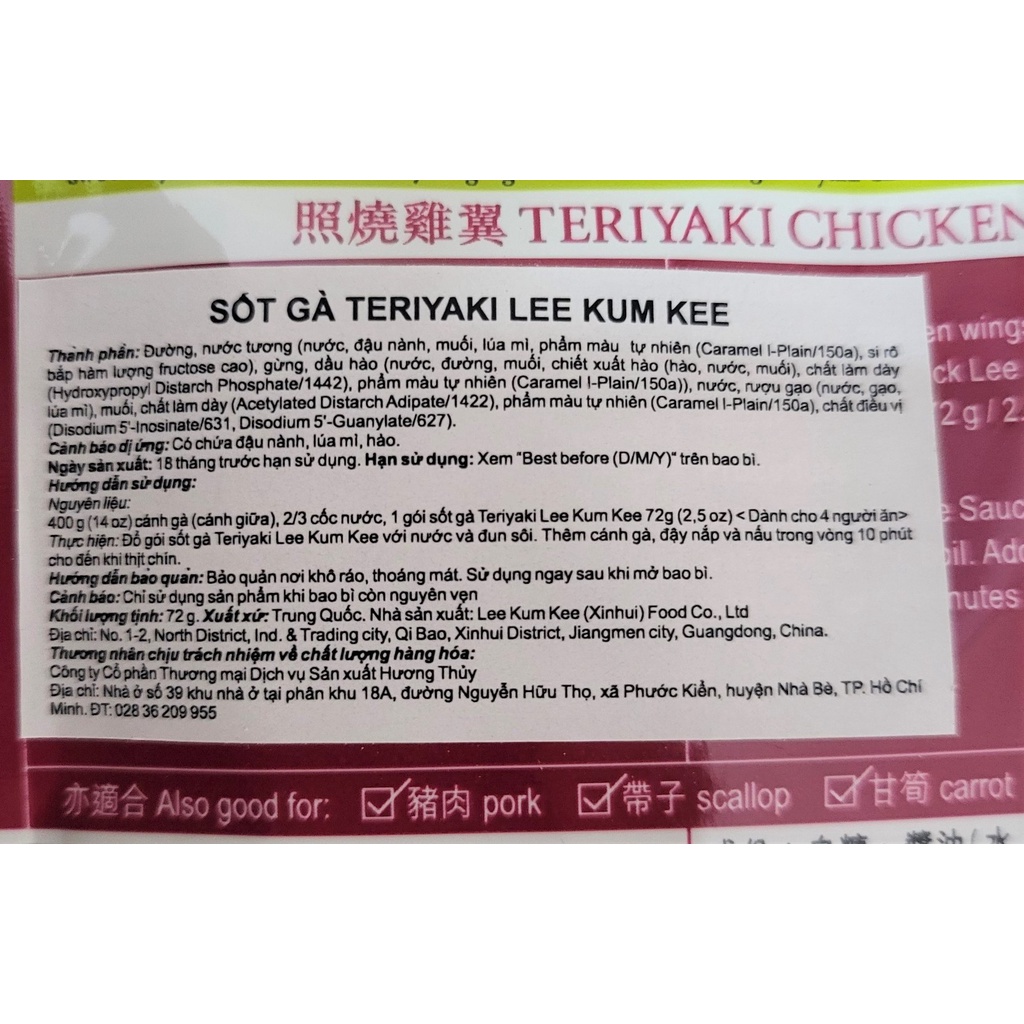 照燒雞翼 TERIYAKI CHICKEN
SỐT GÀ TERIYAKI LEE KUM KEE
Thành phần: Đường, nước tương (nước, đậu nành, muối, lúa mì, phẩm màu tự nhiên (Caramel I-Plain/150a), si rô
bắp hàm lượng fructose cao), gừng, dầu hào (nước, đường, muối, chiết xuất hào (hào, nước, muối), chất làm dày
(Hydroxypropyl Distarch Phosphate/1442), phẩm màu tự nhiên (Caramel I-Plain/150a)), nước, rượu gạo (nước, gạo,
lúa mì), muối, chất làm dày (Acetylated Distarch Adipate/1422), phẩm màu tự nhiên (Caramel I-Plain/150a), chất điều vị
(Disodium 5'-Inosinate/631, Disodium 5'-Guanylate/627).
Cảnh báo dị ứng: Có chứa đậu nành, lúa mì, hào.
Ngày sản xuất: 18 tháng trước hạn sử dụng. Hạn sử dụng: Xem "Best before (D/M/Y)" trên bao bì.
Hướng dẫn sử dụng:
Nguyên liệu:
400 g (14 oz) cánh gà (cánh giữa), 2/3 cốc nước, 1 gói sốt gà Teriyaki Lee Kum Kee 72g (2,5 oz) < Dành cho 4 người ăn>
Thực hiện: Đổ gói sốt gà Teriyaki Lee Kum Kee với nước và đun sôi. Thêm cánh gà, đậy nắp và nấu trong vòng 10 phút
cho đến khi thịt chín.
Hướng dẫn bảo quản: Bảo quản nơi khô ráo, thoáng mát. Sử dụng ngay sau khi mở bao bì.
Cảnh báo: Chỉ sử dụng sản phẩm khi bao bì còn nguyên vẹn
Khối lượng tịnh: 72 g. Xuất xứ: Trung Quốc. Nhà sản xuất: Lee Kum Kee (Xinhui) Food Co., Ltd
Địa chỉ: No. 1-2, North District, Ind. & Trading city, Qi Bao, Xinhui District, Jiangmen city, Guangdong, China.
Thương nhân chịu trách nhiệm về chất lượng hàng hóa:
Công ty Cổ phần Thương mại Dịch vụ Sản xuất Hương Thủy
Địa chỉ: Nhà ở số 39 khu nhà ở tại phân khu 18A, đường Nguyễn Hữu Thọ, xã Phước Kiển, huyện Nhà Bè, TP. Hồ Chí
Minh. ĐT: 028 36 209 955
en wings
ck Lee
2 g / 2.
e Sauc
oil. Add
nutes
亦適合 Also good for: 豬肉 pork 帶子 scallop 甘筍 carrot